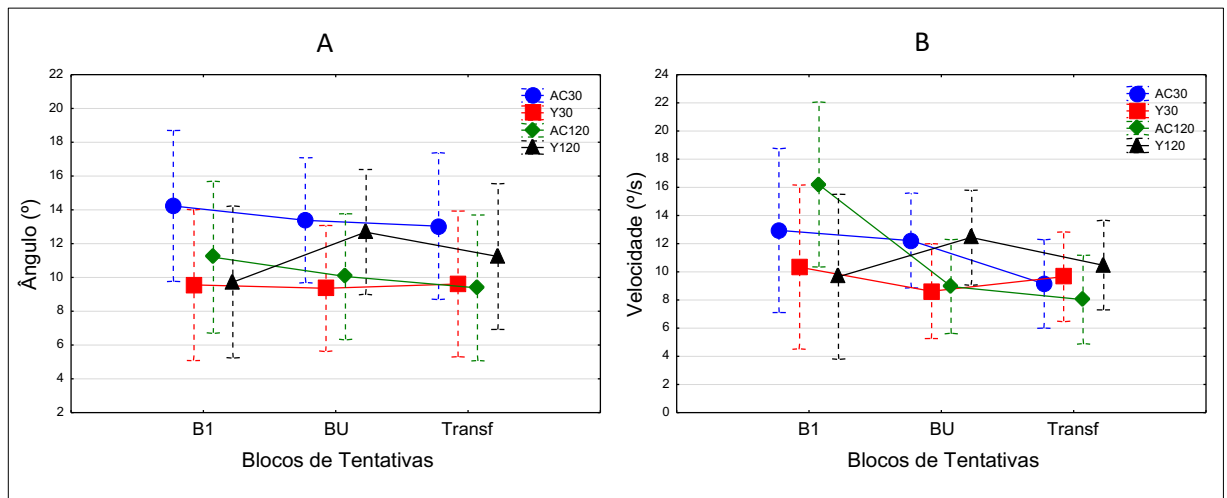 A
Ângulo (º)
22
20
18
16
14
12
10
8
6
4
2
AC30
Y30
AC120
Y120
B1 BU Transf
Blocos de Tentativas
B
Velocidade (º/s)
24
22
20
18
16
14
12
10
8
6
4
2
0
AC30
Y30
AC120
Y120
B1 BU Transf
Blocos de Tentativas